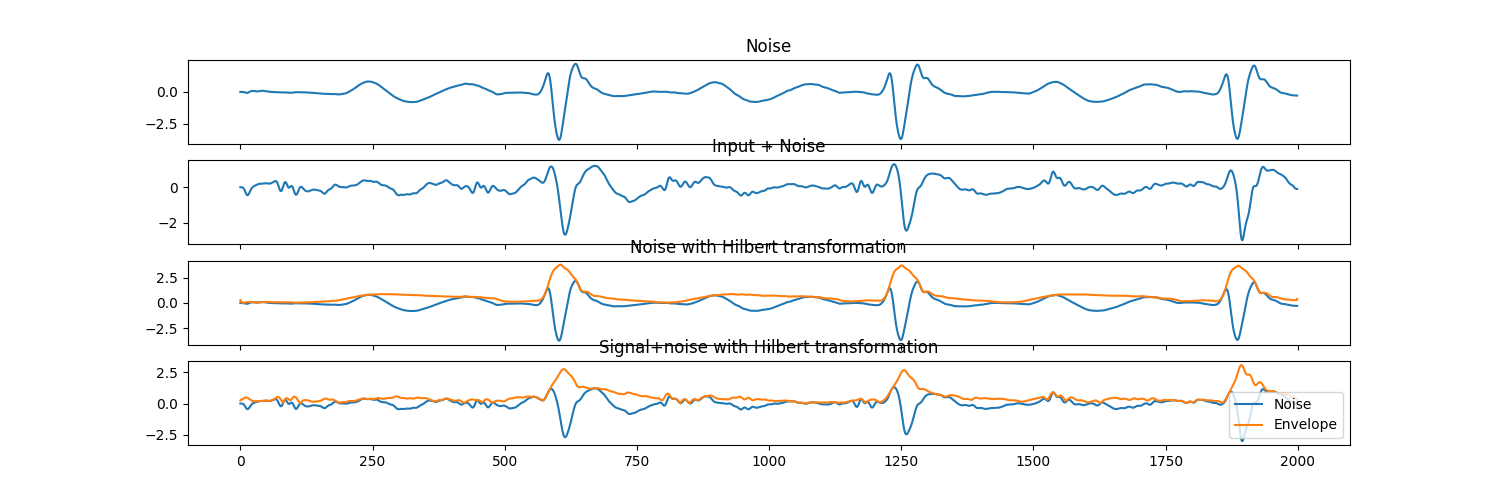 Noise
0.0
−2.5
Input + Noise
0
−2
Noise with Hilbert transformation
2.5
0.0
−2.5
Signal+noise with Hilbert transformation
2.5
0.0
−2.5
Noise
Envelope
0 250 500 750 1000 1250 1500 1750 2000